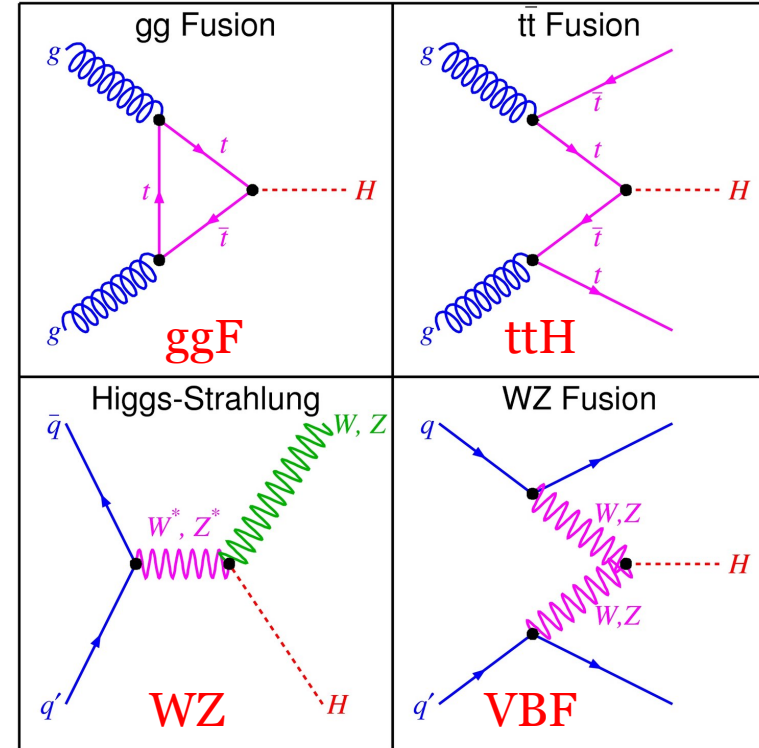 gg Fusion
g
t
t
t̄
H
g
ggF
tt̄ Fusion
g
t̄
t
H
t̄
t
g
ttH
Higgs-Strahlung
q̄
W, Z
W*, Z*
q′
H
WZ
WZ Fusion
q
W,Z
H
W,Z
q′
VBF